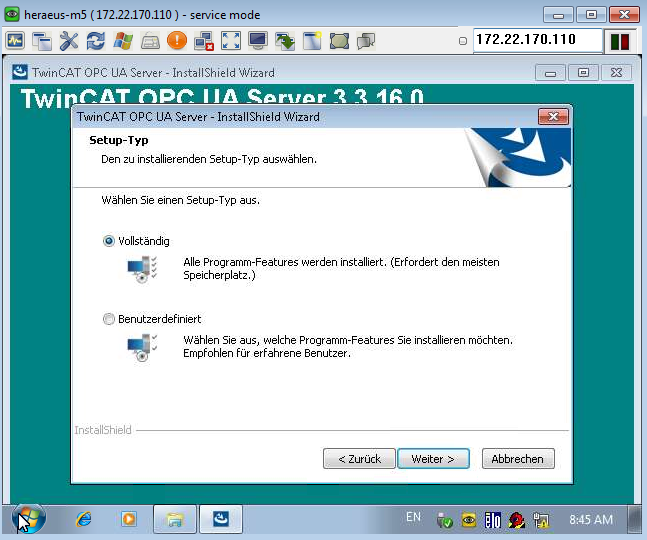 heraeus-m5 ( 172.22.170.110 ) - service mode
172.22.170.110
TwinCAT OPC UA Server - InstallShield Wizard
TwinCAT OPC UA Server 3.3.16.0
TwinCAT OPC UA Server - InstallShield Wizard
Setup-Typ
Den zu installierenden Setup-Typ auswählen.
Wählen Sie einen Setup-Typ aus.
Vollständig
Alle Programm-Features werden installiert. (Erfordert den meisten
Speicherplatz.)
Benutzerdefiniert
Wählen Sie aus, welche Programm-Features Sie installieren möchten.
Empfohlen für erfahrene Benutzer.
InstallShield
< Zurück Weiter > Abbrechen
EN 8:45 AM